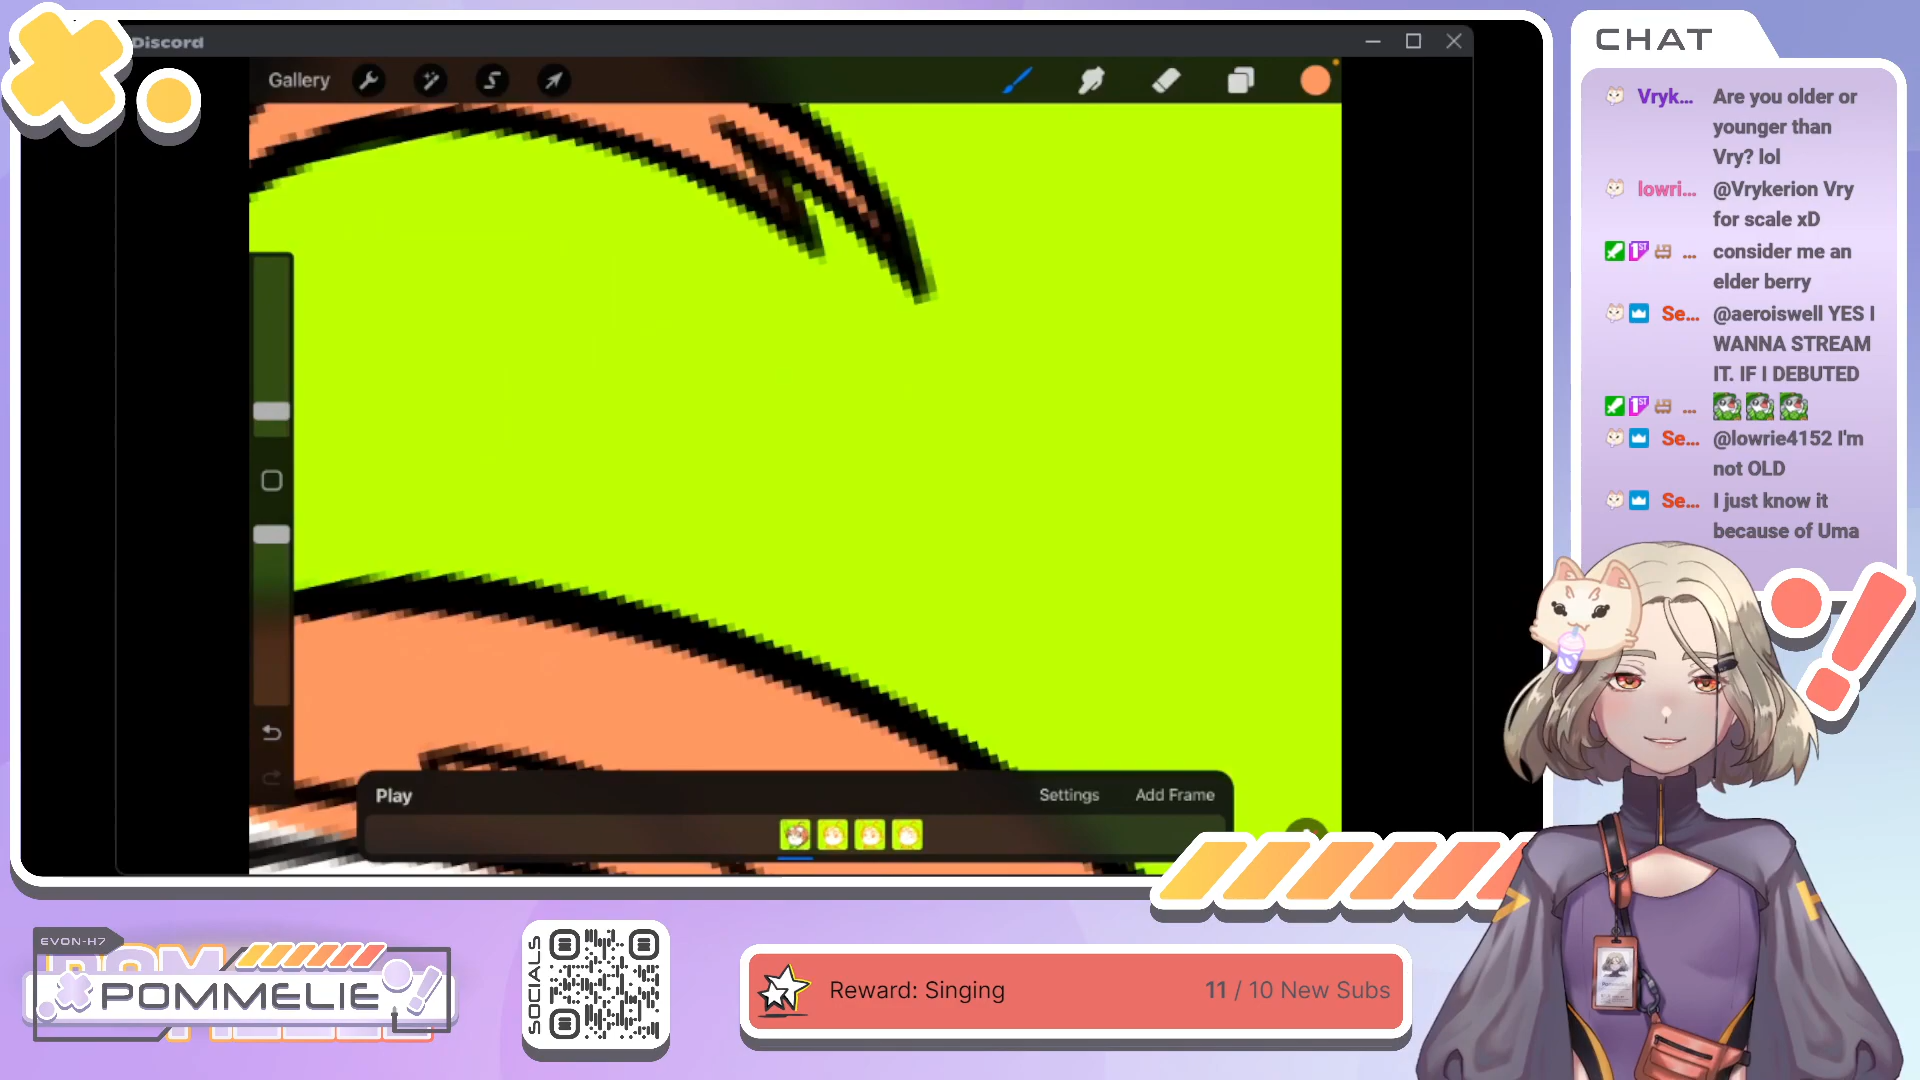 Discord
Gallery
Play
Settings
Add Frame
CHAT
Vryk... Are you older or
younger than
Vry? lol
lowri... @Vrykerion Vry
for scale xD
... consider me an
elder berry
Se... @aeroiswell YES I
WANNA STREAM
IT. IF I DEBUTED
...
Se... @lowrie4152 I'm
not OLD
Se... I just know it
because of Uma
EVON-H7
POMMELIE
SOCIALS
Reward: Singing
11 / 10 New Subs